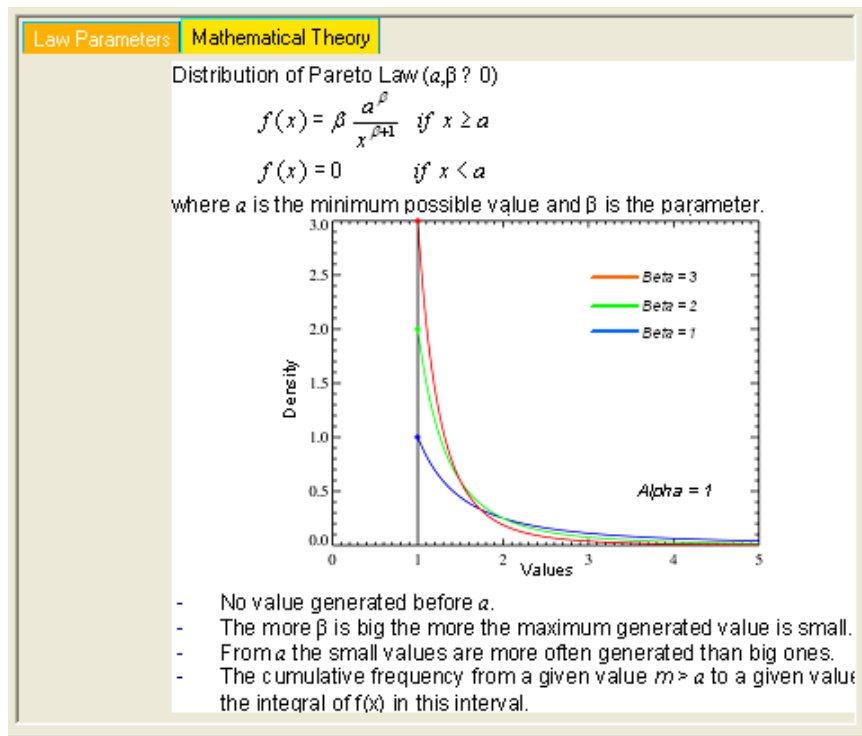 Law Parameters Mathematical Theory
Distribution of Pareto Law (a,β ? 0)
f(x) = β a^β / x^β+1 if x ≥ a
f(x) = 0 if x < a
where a is the minimum possible value and β is the parameter.
3.0
2.5
Beta = 3
Beta = 2
2.0
Beta = 1
Density
1.5
1.0
Alpha = 1
0.5
0.0
0 1 2 3 4 5
Values
- No value generated before a.
- The more β is big the more the maximum generated value is small.
- From a the small values are more often generated than big ones.
- The cumulative frequency from a given value m > a to a given value
the integral of f(x) in this interval.